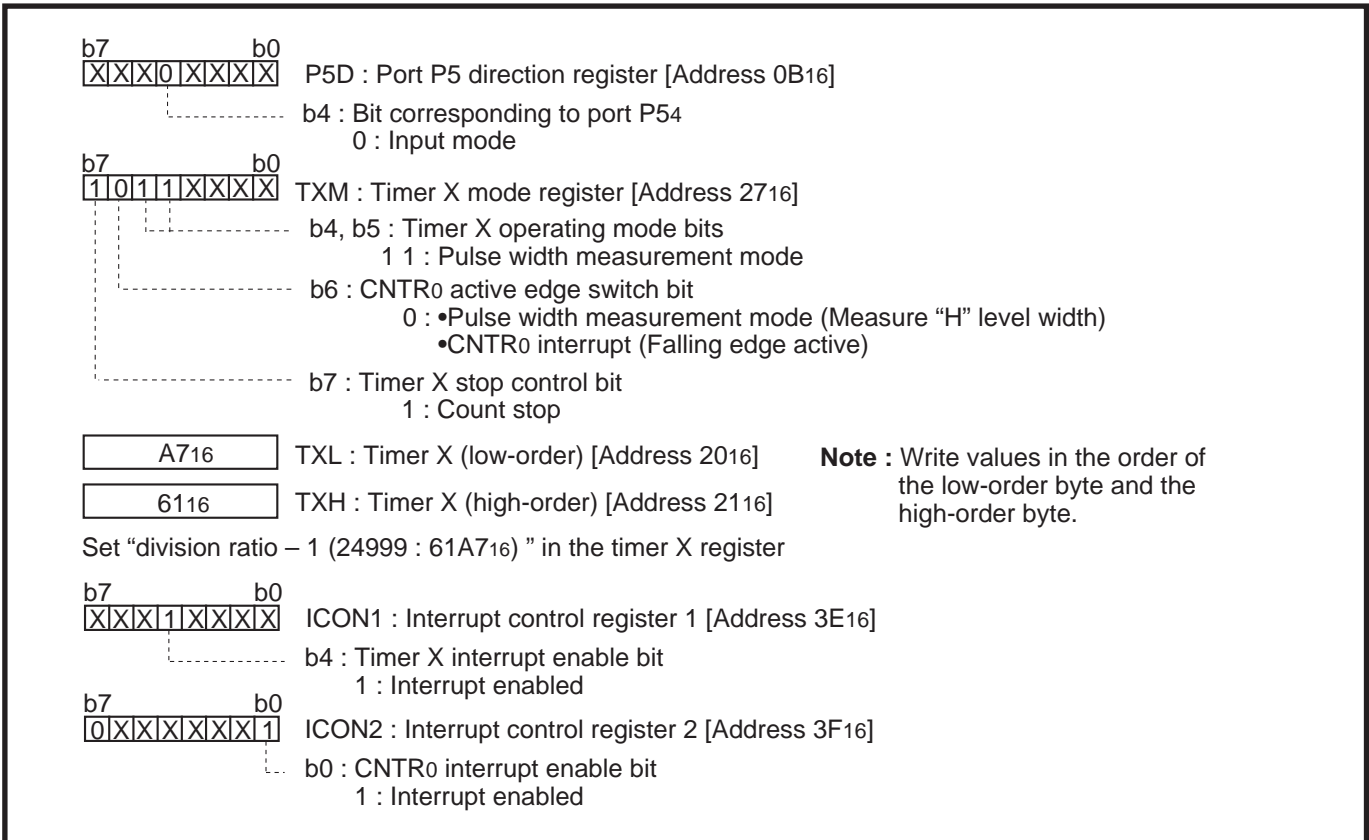 b7 b0
X X X 0 X X X X P5D : Port P5 direction register [Address 0B16]
b4 : Bit corresponding to port P54
0 : Input mode
b7 b0
1 0 1 1 X X X X TXM : Timer X mode register [Address 2716]
b4, b5 : Timer X operating mode bits
1 1 : Pulse width measurement mode
b6 : CNTR0 active edge switch bit
0 : •Pulse width measurement mode (Measure “H” level width)
•CNTR0 interrupt (Falling edge active)
b7 : Timer X stop control bit
1 : Count stop
A716 TXL : Timer X (low-order) [Address 2016]
6116 TXH : Timer X (high-order) [Address 2116]
Note : Write values in the order of
the low-order byte and the
high-order byte.
Set “division ratio – 1 (24999 : 61A716) ” in the timer X register
b7 b0
X X X 1 X X X X ICON1 : Interrupt control register 1 [Address 3E16]
b4 : Timer X interrupt enable bit
1 : Interrupt enabled
b7 b0
0 X X X X X X 1 ICON2 : Interrupt control register 2 [Address 3F16]
b0 : CNTR0 interrupt enable bit
1 : Interrupt enabled